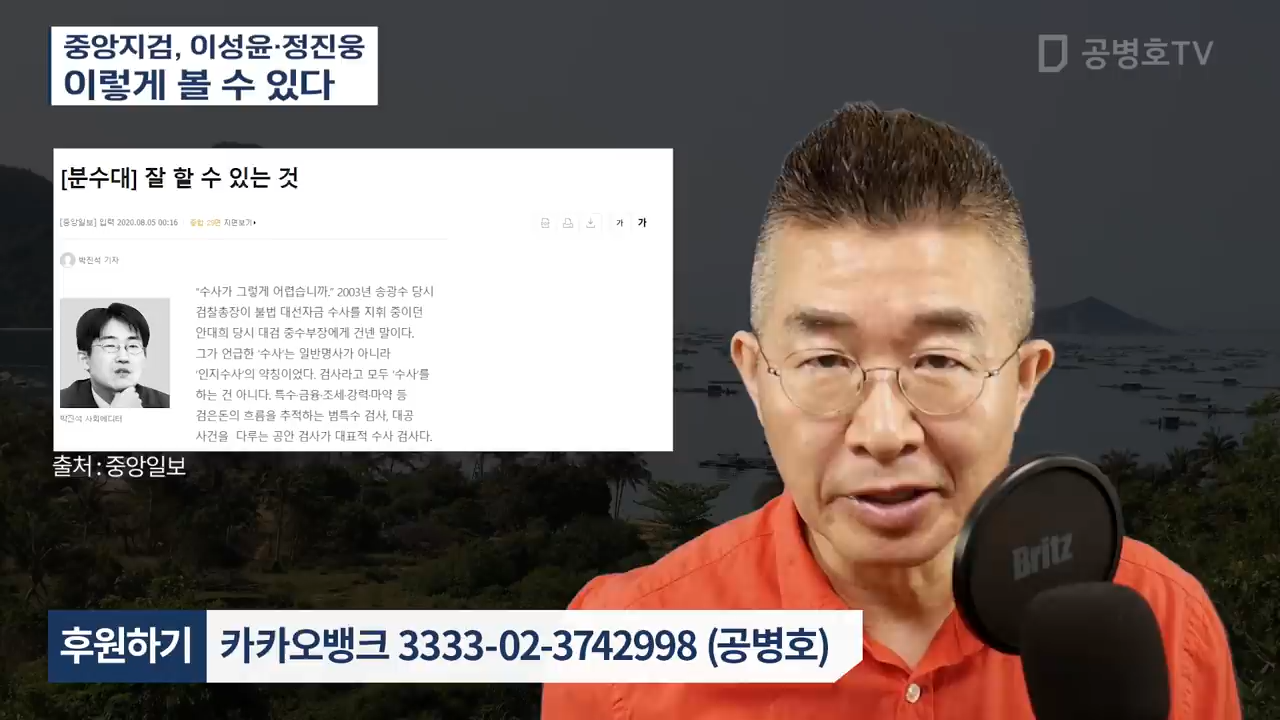 중앙지검, 이성윤·정진웅
이렇게 볼 수 있다
공병호TV
[분수대] 잘 할 수 있는 것
[중앙일보] 입력 2020.08.05 00:16 종합 29면 지면보기
가 가
박진석 기자
"수사가 그렇게 어렵습니까." 2003년 송광수 당시
검찰총장이 불법 대선자금 수사를 지휘 중이던
안대희 당시 대검 중수부장에게 건넨 말이다.
그가 언급한 '수사'는 일반명사가 아니라
'인지수사'의 약칭이었다. 검사라고 모두 '수사'를
하는 건 아니다. 특수·금융·조세·강력·마약 등
검은돈의 흐름을 추적하는 범특수 검사, 대공
사건을 다루는 공안 검사가 대표적 수사 검사다.
박진석 사회에디터
출처 : 중앙일보
Britz
후원하기 카카오뱅크 3333-02-3742998 (공병호)